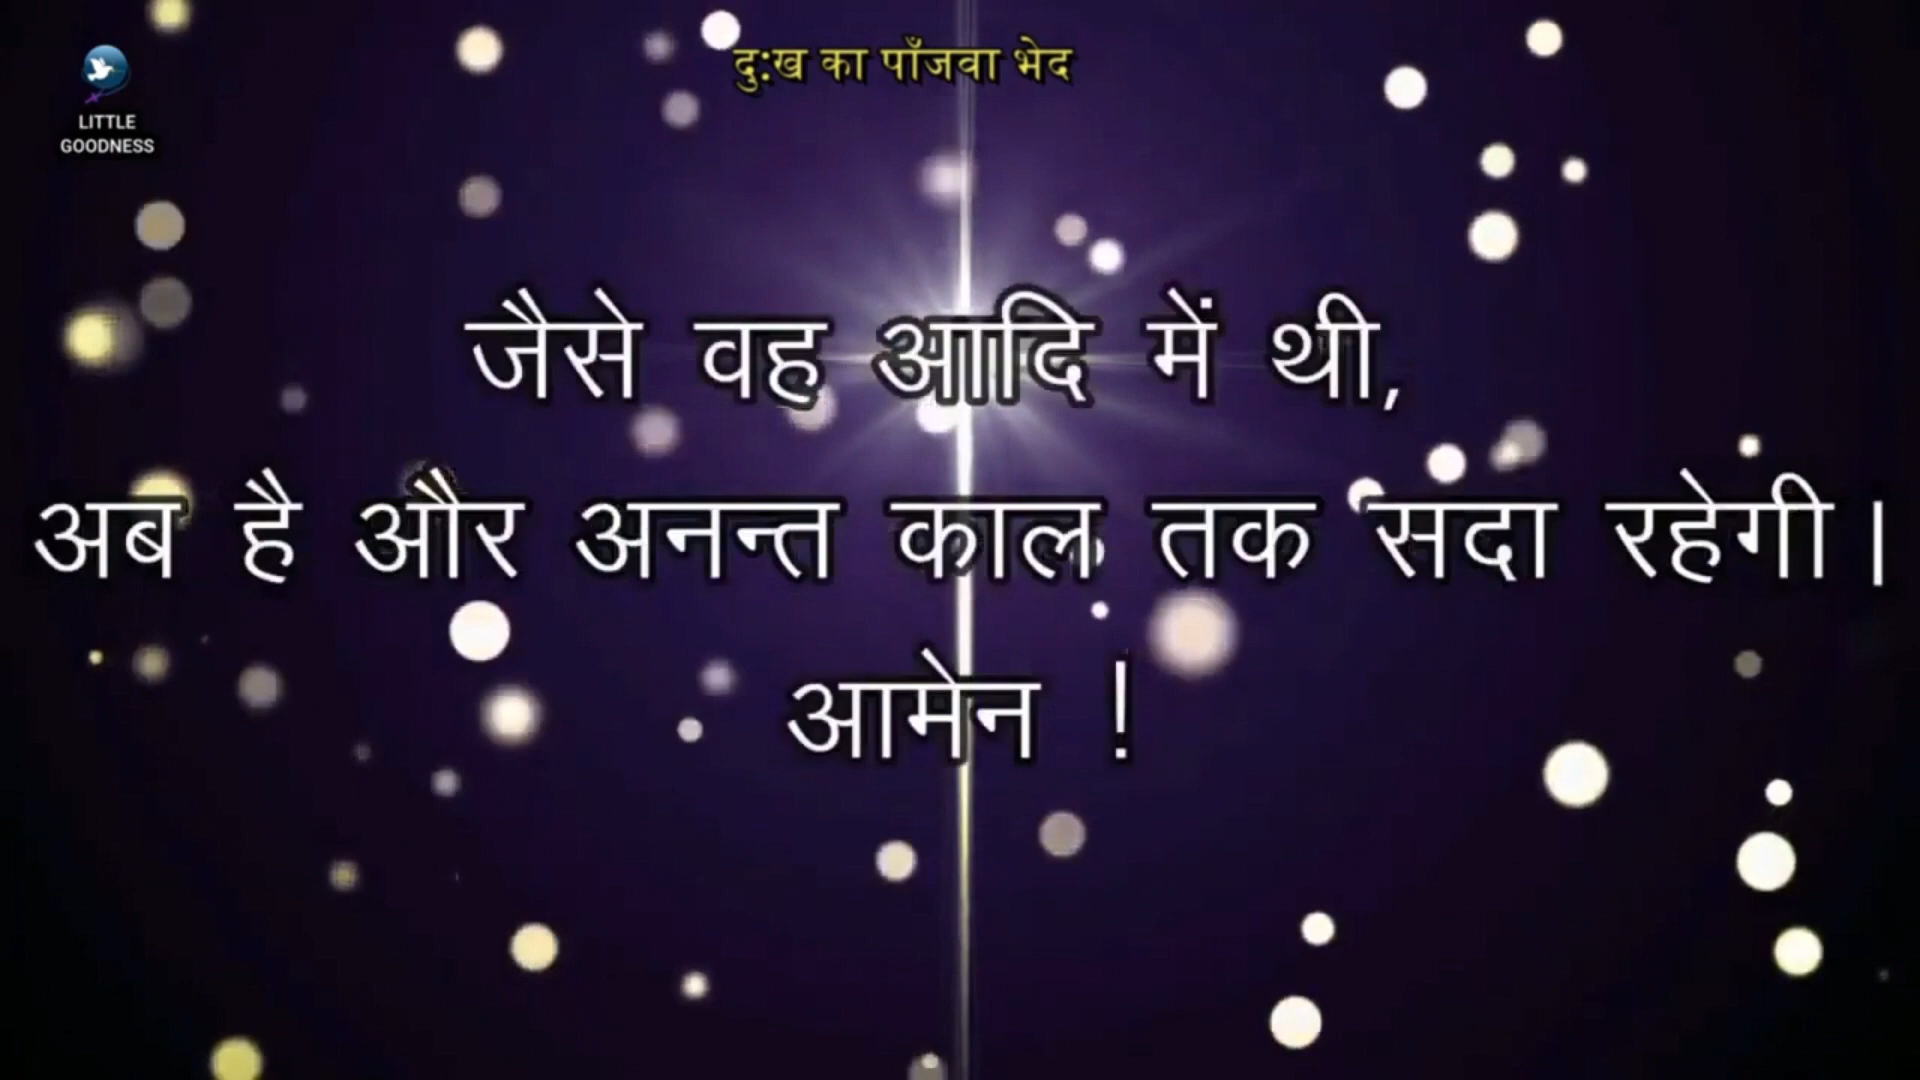 दु:ख का पाँजवा भेद
LITTLE
GOODNESS
जैसे वह आदि में थी,
अब है और अनन्त काल तक सदा रहेगी।
आमेन !